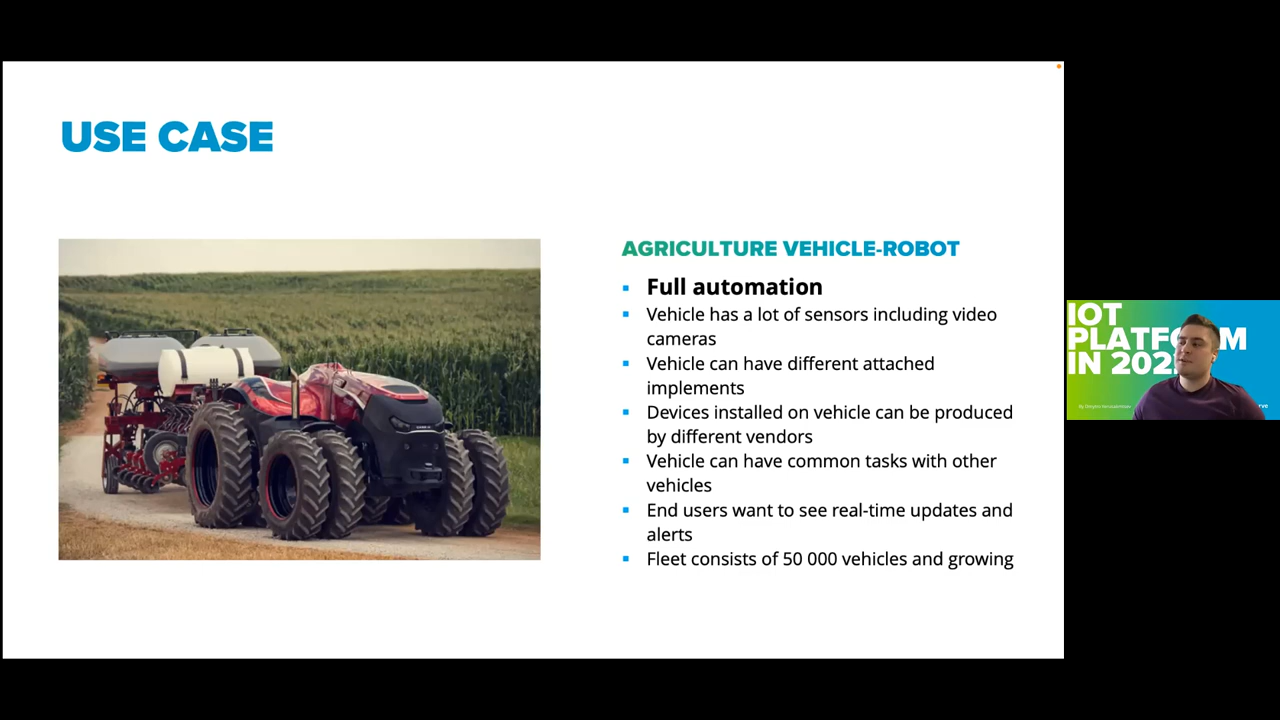 USE CASE
AGRICULTURE VEHICLE-ROBOT
Full automation
Vehicle has a lot of sensors including video
cameras
Vehicle can have different attached
implements
Devices installed on vehicle can be produced
by different vendors
Vehicle can have common tasks with other
vehicles
End users want to see real-time updates and
alerts
Fleet consists of 50 000 vehicles and growing
IOT
IN